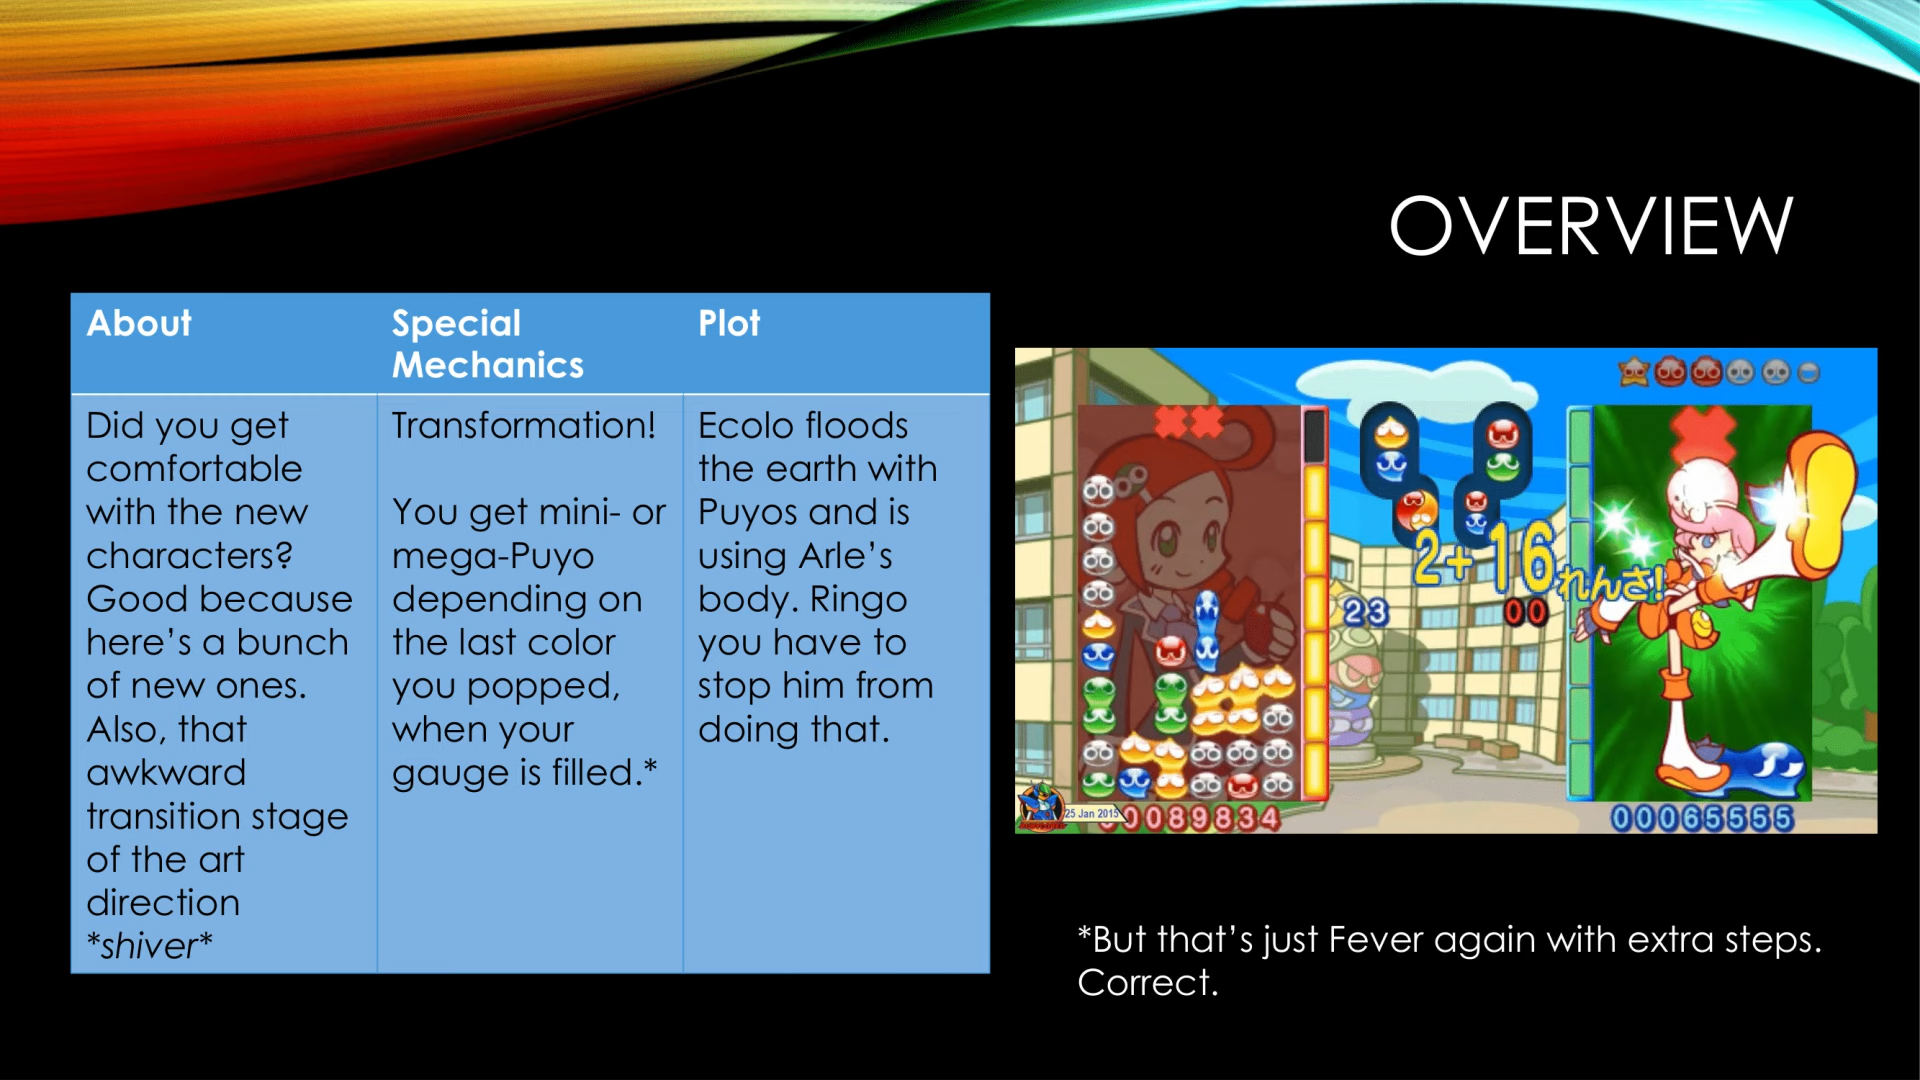 OVERVIEW
About
Special
Mechanics
Plot
Did you get
comfortable
with the new
characters?
Good because
here’s a bunch
of new ones.
Also, that
awkward
transition stage
of the art
direction
*shiver*
Transformation!
You get mini- or
mega-Puyo
depending on
the last color
you popped,
when your
gauge is filled.*
Ecolo floods
the earth with
Puyos and is
using Arle’s
body. Ringo
you have to
stop him from
doing that.
2+16れんさ!
23
00
25 Jan 2015
00089834
00065555
*But that’s just Fever again with extra steps.
Correct.